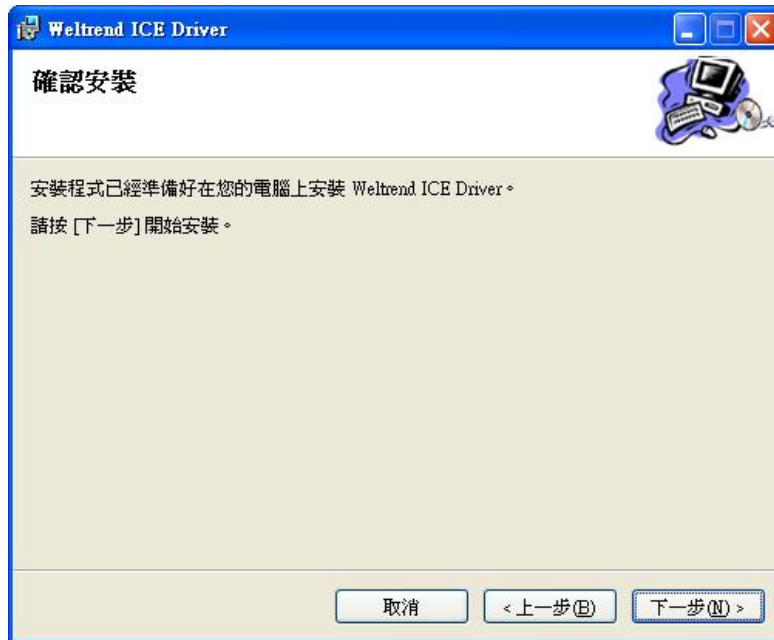 Weltrend ICE Driver
確認安裝
安裝程式已經準備好在您的電腦上安裝 Weltrend ICE Driver。
請按 [下一步] 開始安裝。
取消
< 上一步(B)
下一步(N) >